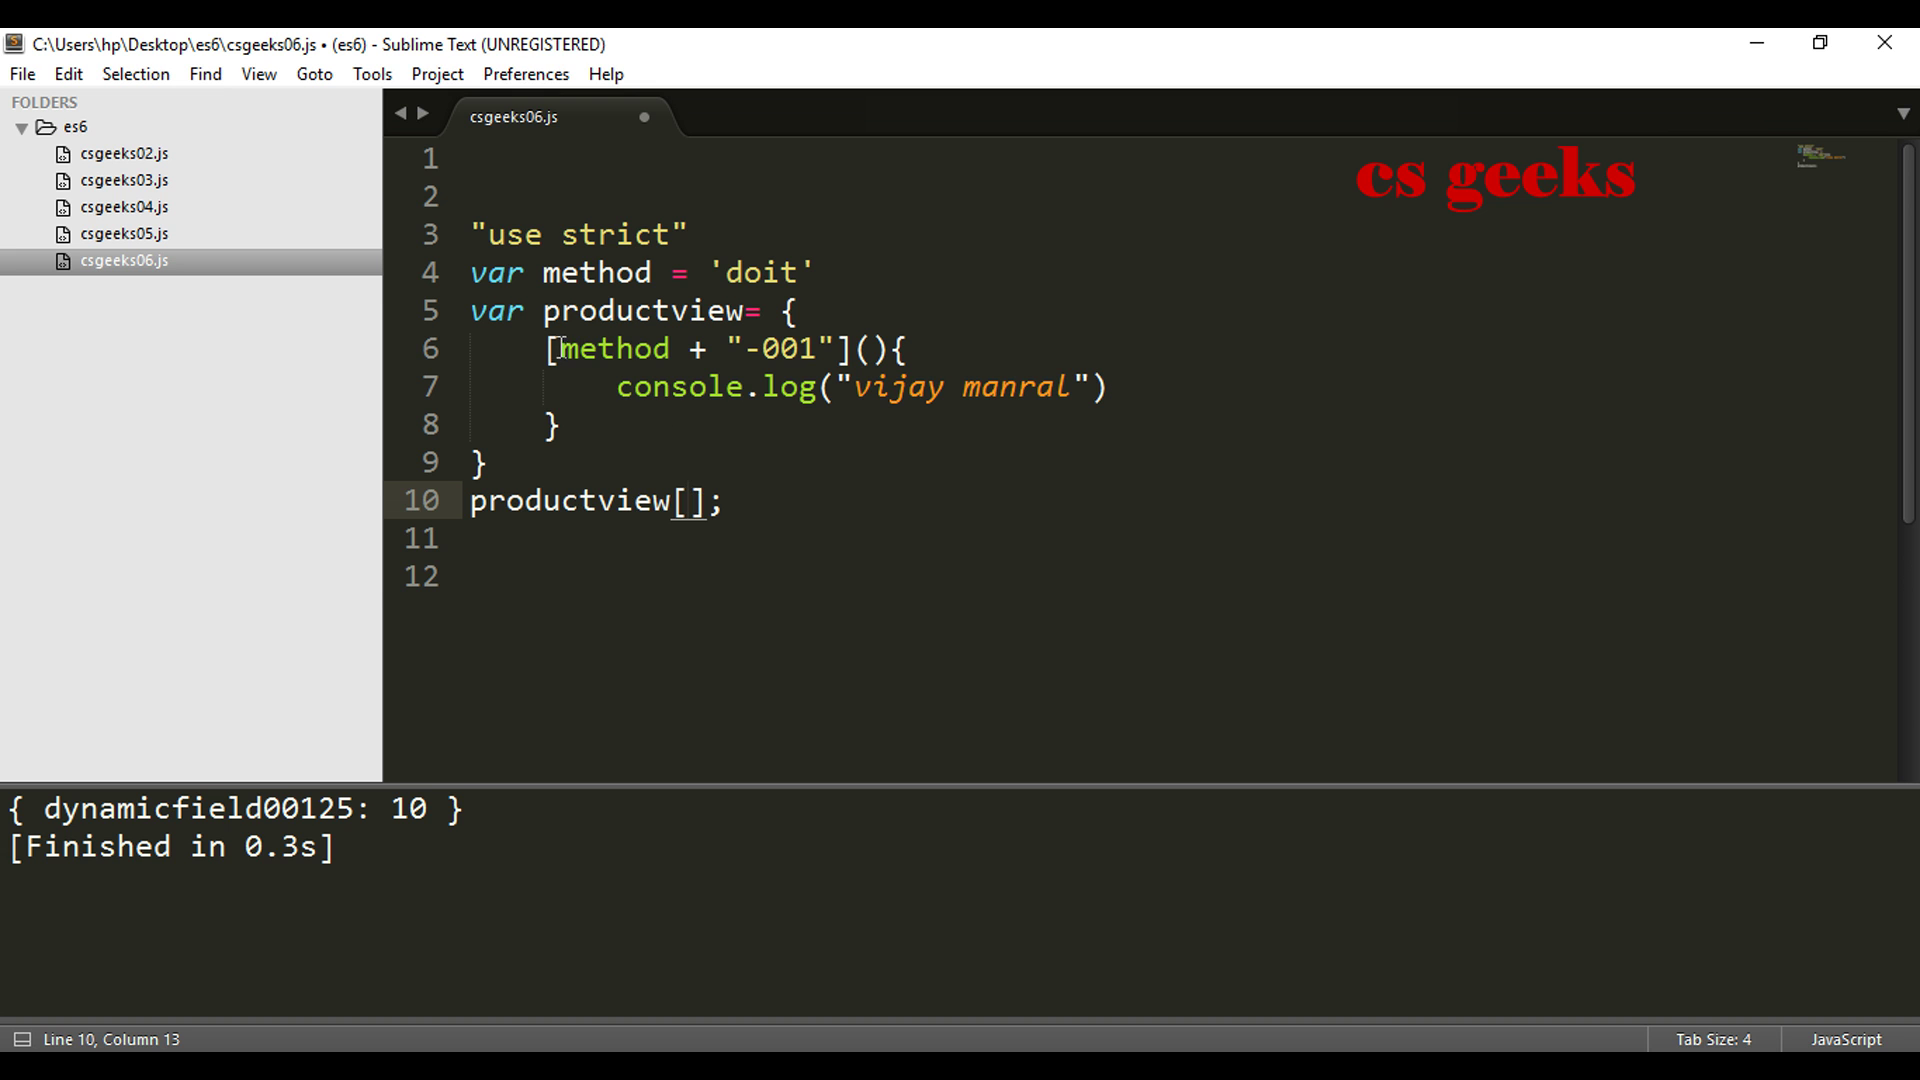 C:\Users\hp\Desktop\es6\csgeeks06.js • (es6) - Sublime Text (UNREGISTERED)
File Edit Selection Find View Goto Tools Project Preferences Help
FOLDERS
es6
csgeeks02.js
csgeeks03.js
csgeeks04.js
csgeeks05.js
csgeeks06.js
csgeeks06.js
cs geeks
1
2
3 "use strict"
4 var method = 'doit'
5 var productview= {
6 [method + "-001"](){
7 console.log("vijay manral")
8 }
9 }
10 productview[];
11
12
{ dynamicfield00125: 10 }
[Finished in 0.3s]
Line 10, Column 13
Tab Size: 4
JavaScript